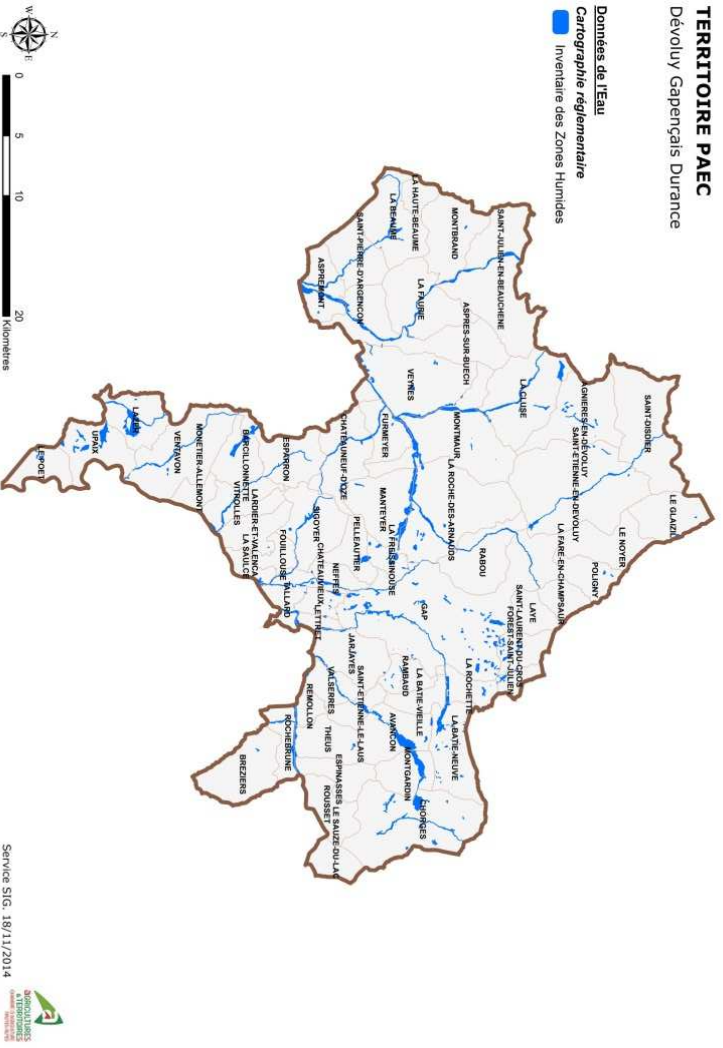 TERRITOIRE PAEC
Dévoluy Gapençais Durance
Données de l'Eau
Cartographie réglementaire
Inventaire des Zones Humides
SAINT-DISDIER
LE GLAIZIL
LE NOYER
POLIGNY
AGNIERES-EN-DÉVOLUY
SAINT-ETIENNE-EN-DEVOLUY
LA FARE-EN-CHAMPSAUR
LAYE
SAINT-LAURENT-DU-CROS
FOREST-SAINT-JULIEN
SAINT-JULIEN-EN-BEAUCHENE
LA CLUSE
RABOU
LA ROCHETTE
LA BATIE-NEUVE
MONTBRAND
ASPRES-SUR-BUECH
MONTMAUR
LA ROCHE-DES-ARNAUDS
LA HAUTE-BEAUME
LA FAURIE
VEYNES
GAP
LA BATIE-VIEILLE
RAMBAUD
CHORGES
LA BEAUME
FURMEYER
MANTEYER
LA FREISSINOUSE
AVANCON
MONTGARDIN
SAINT-PIERRE-D'ARGENCON
CHATEAUNEUF-D'OZE
PELLEAUTIER
JARJAYES
SAINT-ETIENNE-LE-LAUS
ASPREMONT
SIGOYER
NEFFES
CHATEAUVIEUX
LETTRET
VALSERRES
THEUS
ESPINASSES
LE SAUZE-DU-LAC
ROUSSET
ESPARRON
FOUILLOUSE
TALLARD
REMOLLON
BARCILLONNETTE
VITROLLES
LARDIER-ET-VALENCA
LA SAULCE
ROCHEBRUNE
BREZIERS
MONETIER-ALLEMONT
VENTAVON
UPAIX
LE POET
N
W
E
S
0 5 10 20
Kilomètres
Service SIG. 18/11/2014
AGRICULTURES
& TERRITOIRES